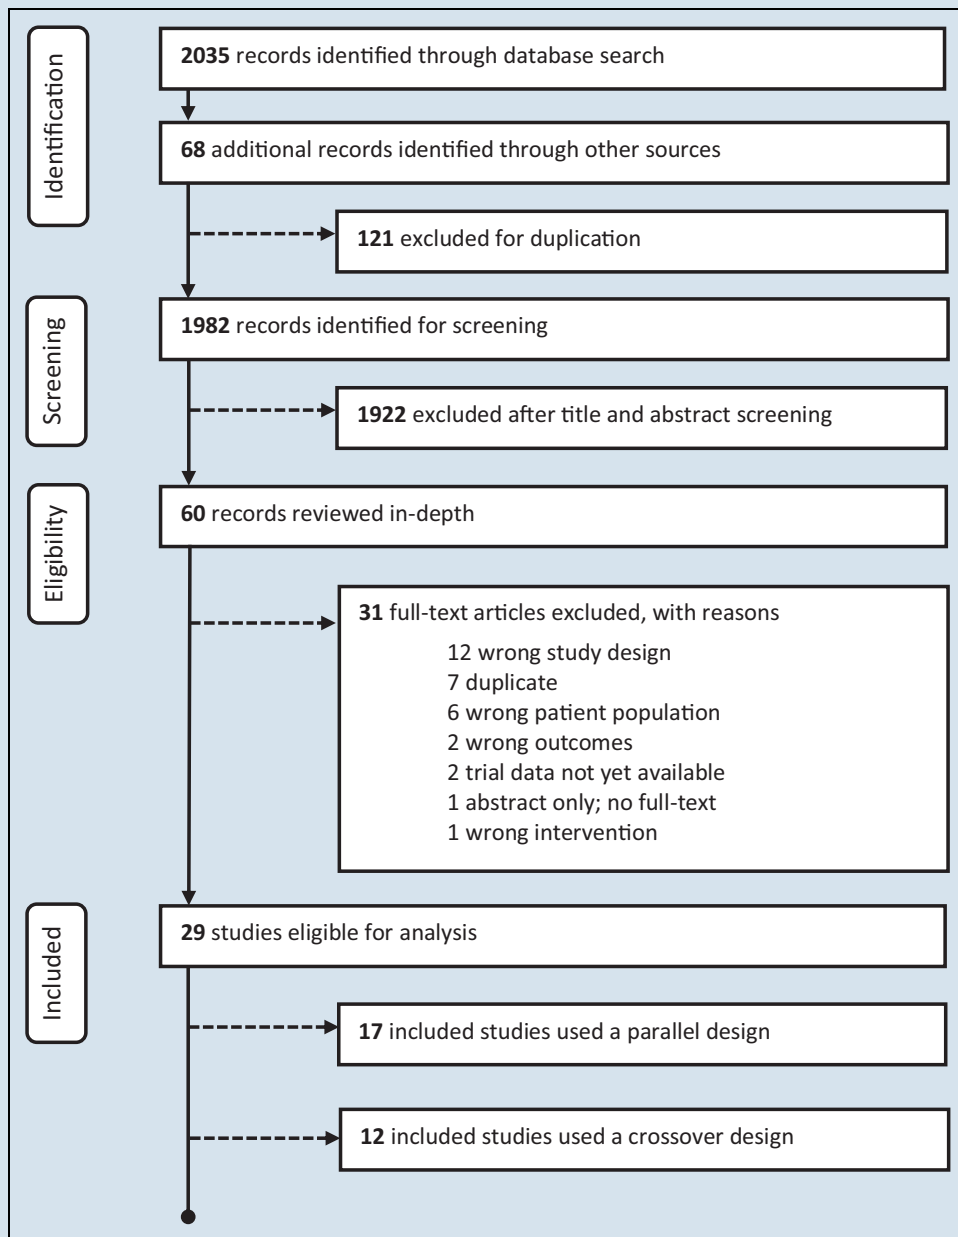 Identification
2035 records identified through database search
68 additional records identified through other sources
121 excluded for duplication
Screening
1982 records identified for screening
1922 excluded after title and abstract screening
Eligibility
60 records reviewed in-depth
31 full-text articles excluded, with reasons
12 wrong study design
7 duplicate
6 wrong patient population
2 wrong outcomes
2 trial data not yet available
1 abstract only; no full-text
1 wrong intervention
Included
29 studies eligible for analysis
17 included studies used a parallel design
12 included studies used a crossover design